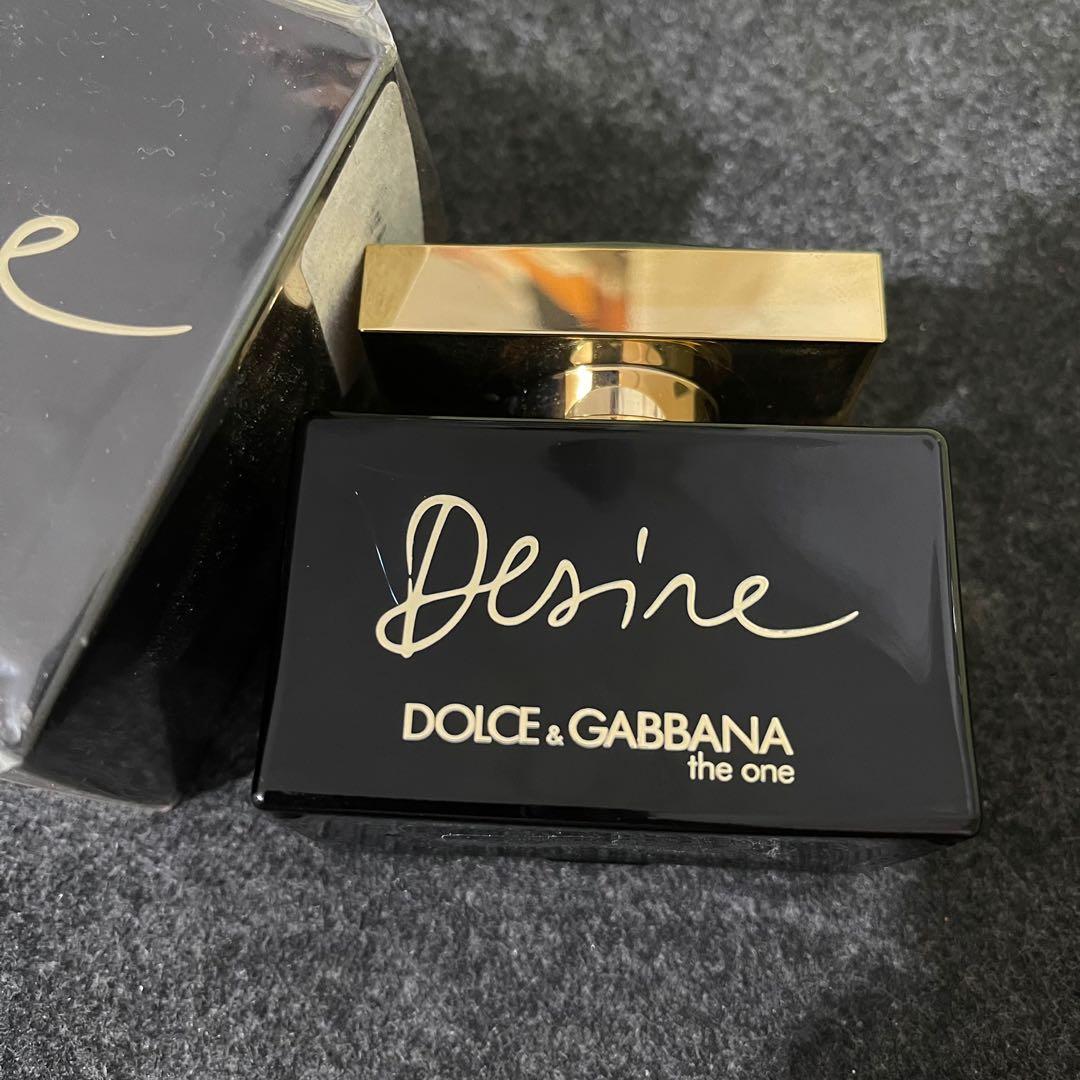 Desire
DOLCE & GABBANA
the one